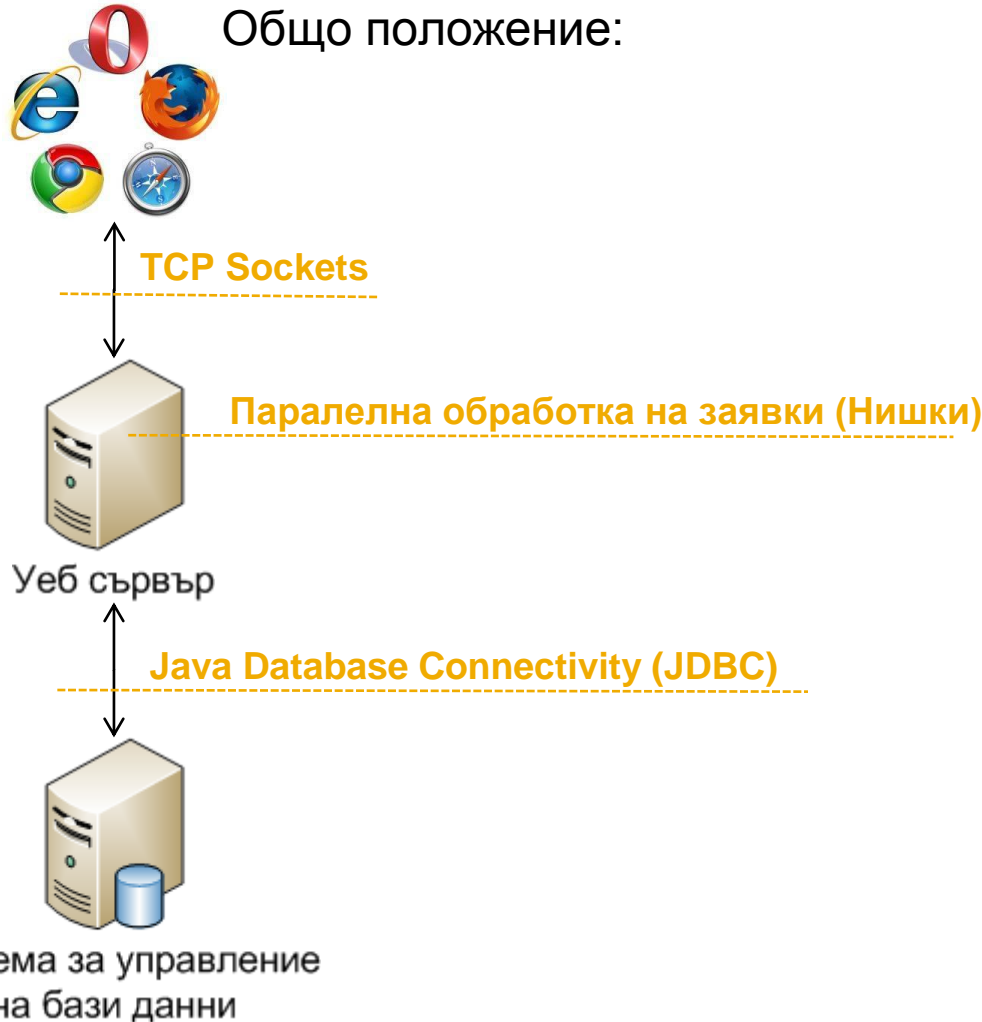 Общо положение:
TCP Sockets
Паралелна обработка на заявки (Нишки)
Уеб сървър
Java Database Connectivity (JDBC)
ема за управление
на бази данни